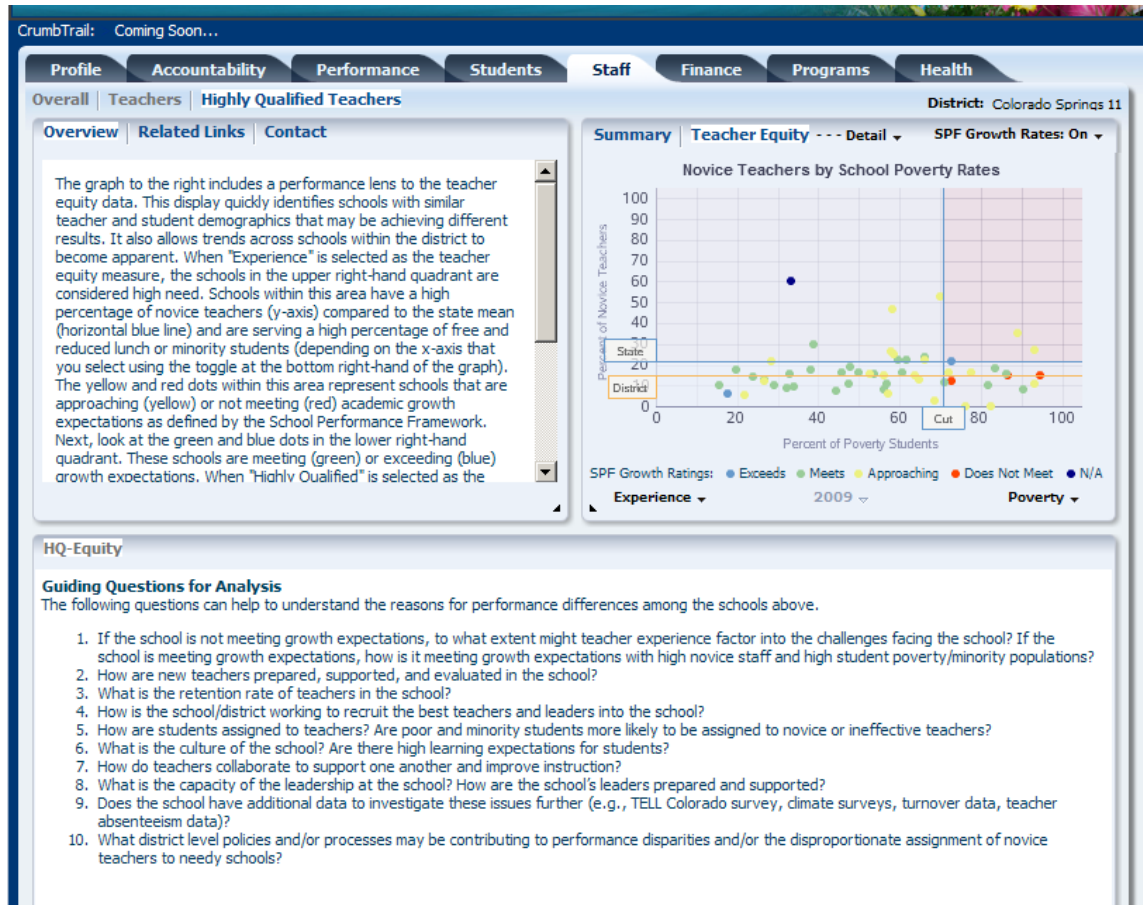 CrumbTrail: Coming Soon...
Profile Accountability Performance Students Staff Finance Programs Health
Overall | Teachers | Highly Qualified Teachers
District: Colorado Springs 11
Overview | Related Links | Contact
The graph to the right includes a performance lens to the teacher
equity data. This display quickly identifies schools with similar
teacher and student demographics that may be achieving different
results. It also allows trends across schools within the district to
become apparent. When "Experience" is selected as the teacher
equity measure, the schools in the upper right-hand quadrant are
considered high need. Schools within this area have a high
percentage of novice teachers (y-axis) compared to the state mean
(horizontal blue line) and are serving a high percentage of free and
reduced lunch or minority students (depending on the x-axis that
you select using the toggle at the bottom right-hand of the graph).
The yellow and red dots within this area represent schools that are
approaching (yellow) or not meeting (red) academic growth
expectations as defined by the School Performance Framework.
Next, look at the green and blue dots in the lower right-hand
quadrant. These schools are meeting (green) or exceeding (blue)
growth expectations. When "Highly Qualified" is selected as the
Summary | Teacher Equity - - - Detail SPF Growth Rates: On
Novice Teachers by School Poverty Rates
Percent of Novice Teachers
100
90
80
70
60
50
40
30
State
20
District
10
0
0 20 40 60 Cut 80 100
Percent of Poverty Students
SPF Growth Ratings: Exceeds Meets Approaching Does Not Meet N/A
Experience 2009 Poverty
HQ-Equity
Guiding Questions for Analysis
The following questions can help to understand the reasons for performance differences among the schools above.
1. If the school is not meeting growth expectations, to what extent might teacher experience factor into the challenges facing the school? If the
school is meeting growth expectations, how is it meeting growth expectations with high novice staff and high student poverty/minority populations?
2. How are new teachers prepared, supported, and evaluated in the school?
3. What is the retention rate of teachers in the school?
4. How is the school/district working to recruit the best teachers and leaders into the school?
5. How are students assigned to teachers? Are poor and minority students more likely to be assigned to novice or ineffective teachers?
6. What is the culture of the school? Are there high learning expectations for students?
7. How do teachers collaborate to support one another and improve instruction?
8. What is the capacity of the leadership at the school? How are the school's leaders prepared and supported?
9. Does the school have additional data to investigate these issues further (e.g., TELL Colorado survey, climate surveys, turnover data, teacher
absenteeism data)?
10. What district level policies and/or processes may be contributing to performance disparities and/or the disproportionate assignment of novice
teachers to needy schools?